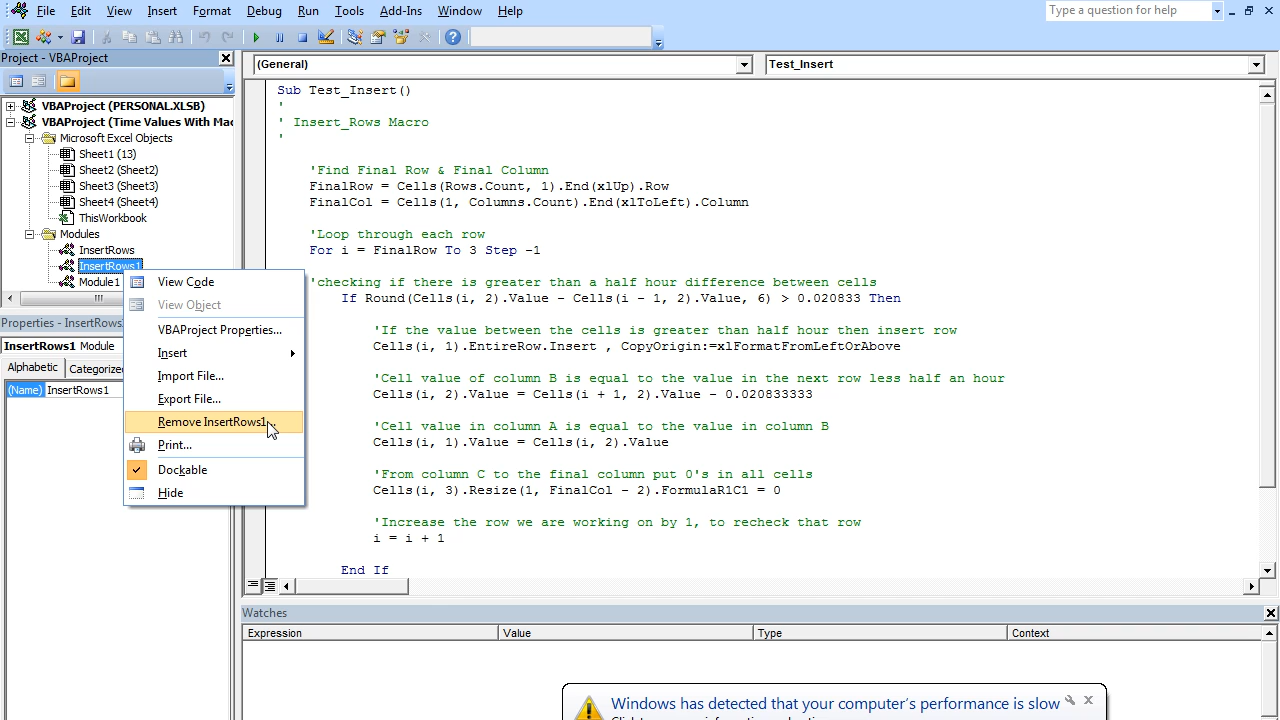 File Edit View Insert Format Debug Run Tools Add-Ins Window Help
Type a question for help
Project - VBAProject
(General)
Test_Insert
VBAProject (PERSONAL.XLSB)
VBAProject (Time Values With Mac
Microsoft Excel Objects
Sheet1 (13)
Sheet2 (Sheet2)
Sheet3 (Sheet3)
Sheet4 (Sheet4)
ThisWorkbook
Modules
InsertRows
InsertRows1
Module1
Properties - InsertRows
InsertRows1 Module
Alphabetic Categorized
(Name) InsertRows1
View Code
View Object
VBAProject Properties...
Insert
Import File...
Export File...
Remove InsertRows1...
Print...
Dockable
Hide
Sub Test_Insert()
'
' Insert_Rows Macro
'
'Find Final Row & Final Column
FinalRow = Cells(Rows.Count, 1).End(xlUp).Row
FinalCol = Cells(1, Columns.Count).End(xlToLeft).Column
'Loop through each row
For i = FinalRow To 3 Step -1
'checking if there is greater than a half hour difference between cells
If Round(Cells(i, 2).Value - Cells(i - 1, 2).Value, 6) > 0.020833 Then
'If the value between the cells is greater than half hour then insert row
Cells(i, 1).EntireRow.Insert , CopyOrigin:=xlFormatFromLeftOrAbove
'Cell value of column B is equal to the value in the next row less half an hour
Cells(i, 2).Value = Cells(i + 1, 2).Value - 0.020833333
'Cell value in column A is equal to the value in column B
Cells(i, 1).Value = Cells(i, 2).Value
'From column C to the final column put 0's in all cells
Cells(i, 3).Resize(1, FinalCol - 2).FormulaR1C1 = 0
'Increase the row we are working on by 1, to recheck that row
i = i + 1
End If
Watches
Expression Value Type Context
Windows has detected that your computer's performance is slow